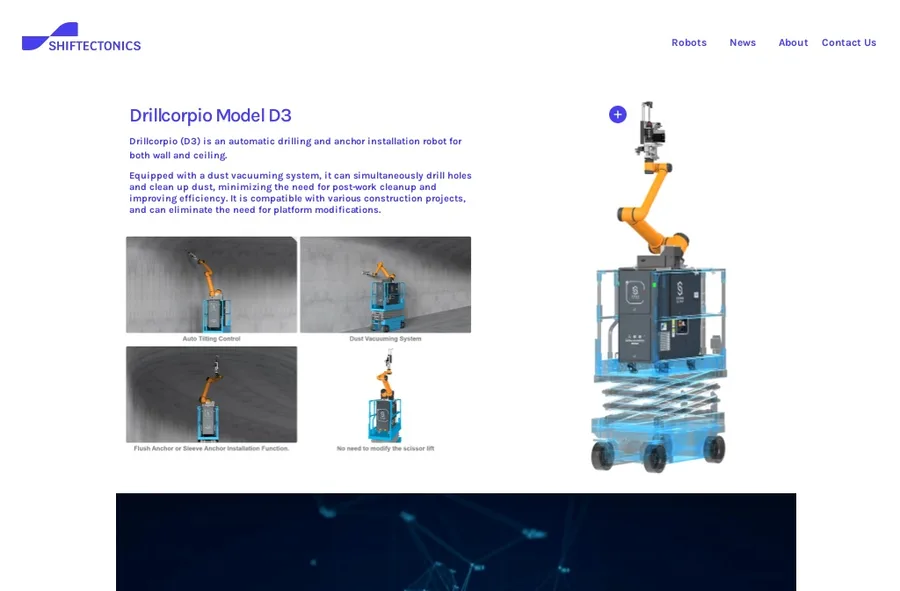 SHIFTECTONICS
Robots News About Contact Us
Drillcorpio Model D3
Drillcorpio (D3) is an automatic drilling and anchor installation robot for
both wall and ceiling.
Equipped with a dust vacuuming system, it can simultaneously drill holes
and clean up dust, minimizing the need for post-work cleanup and
improving efficiency. It is compatible with various construction projects,
and can eliminate the need for platform modifications.
Auto Tilting Control
Dust Vacuuming System
Flush Anchor or Sleeve Anchor Installation Function.
No need to modify the scissor lift